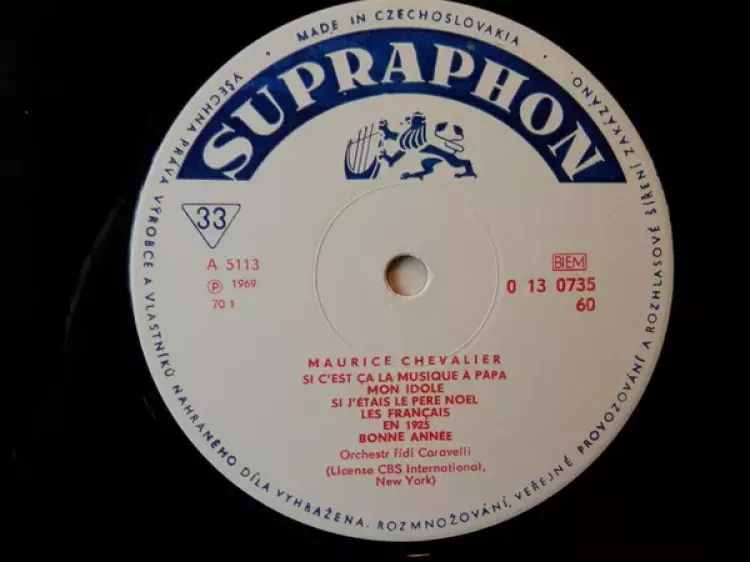 • MADE IN CZECHOSLOVAKIA •
SUPRAPHON
VŠECHNA PRÁVA VÝROBCE A VLASTNÍKŮ NAHRANÉHO DÍLA VYHRAŽENA. ROZMNOŽOVÁNÍ, VEŘEJNÉ PROVOZOVÁNÍ A ROZHLASOVÉ ŠÍŘENÍ ZAKÁZÁNO.
33
A 5113
Ⓟ 1969
70 1
BIEM
0 13 0735
60
MAURICE CHEVALIER
SI C'EST ÇA LA MUSIQUE A PAPA
MON IDOLE
SI J'ÉTAIS LE PERE NOEL
LES FRANÇAIS
EN 1925
BONNE ANNÉE
Orchestr řídí Caravelli
(License CBS International,
New York)